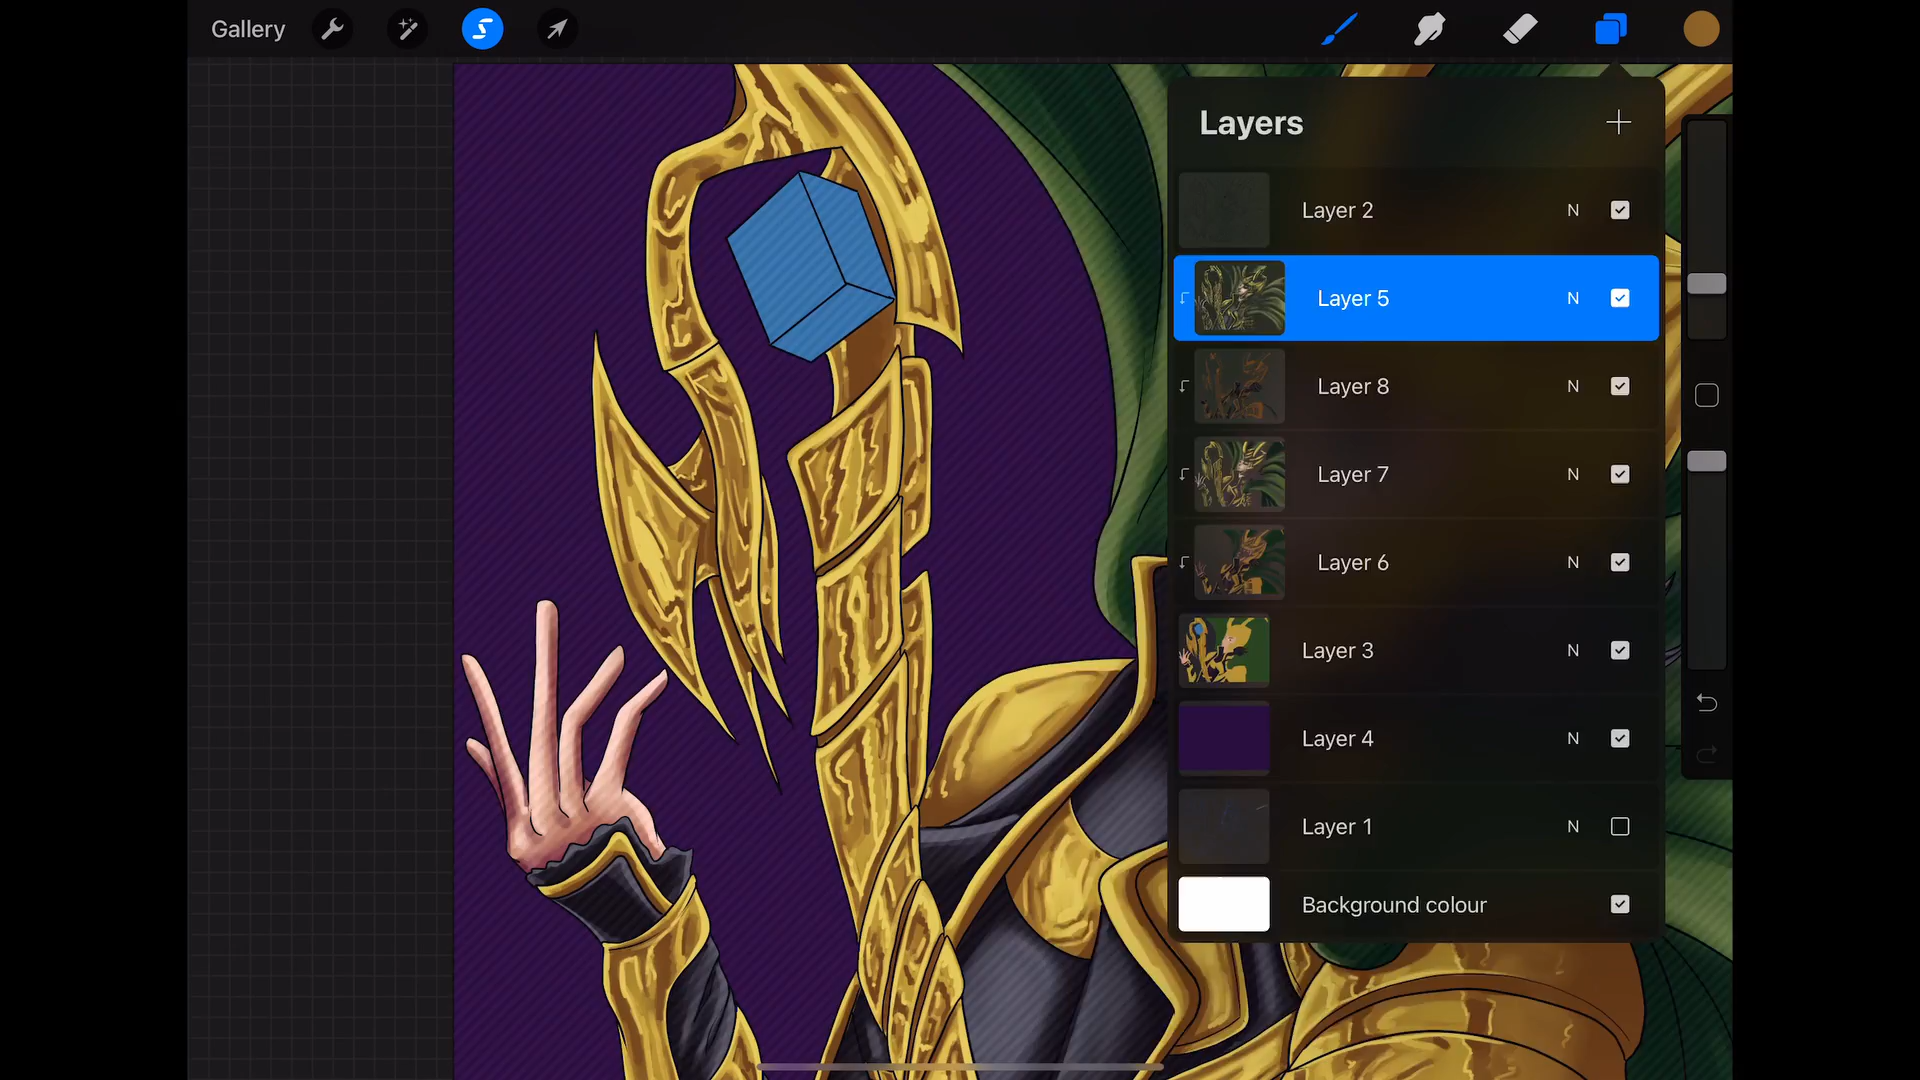 Gallery
Layers
Layer 2 N
Layer 5 N
Layer 8 N
Layer 7 N
Layer 6 N
Layer 3 N
Layer 4 N
Layer 1 N
Background colour